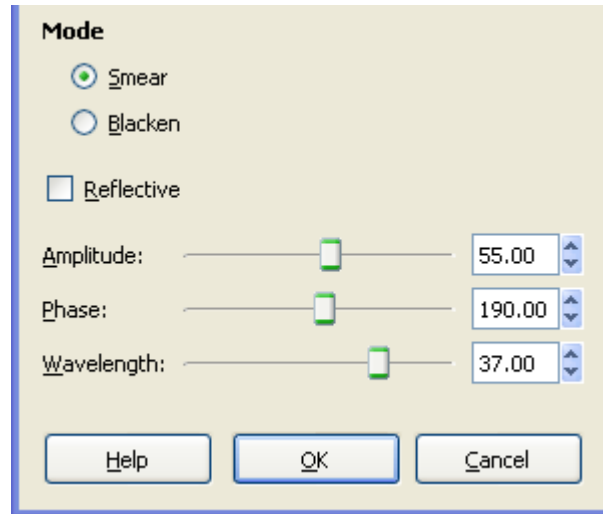 Mode
Smear
Blacken
Reflective
Amplitude: 55.00
Phase: 190.00
Wavelength: 37.00
Help OK Cancel